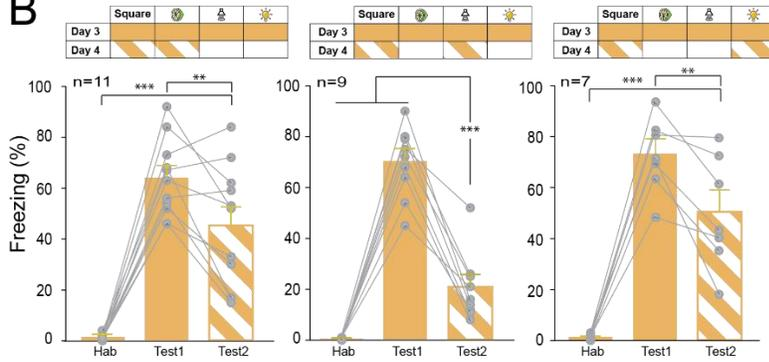 B
Square
Day 3
Day 4
Square
Day 3
Day 4
Square
Day 3
Day 4
Freezing (%)
n=11
***
**
100
80
60
40
20
0
Hab Test1 Test2
n=9
***
100
80
60
40
20
0
Hab Test1 Test2
n=7
***
**
100
80
60
40
20
0
Hab Test1 Test2